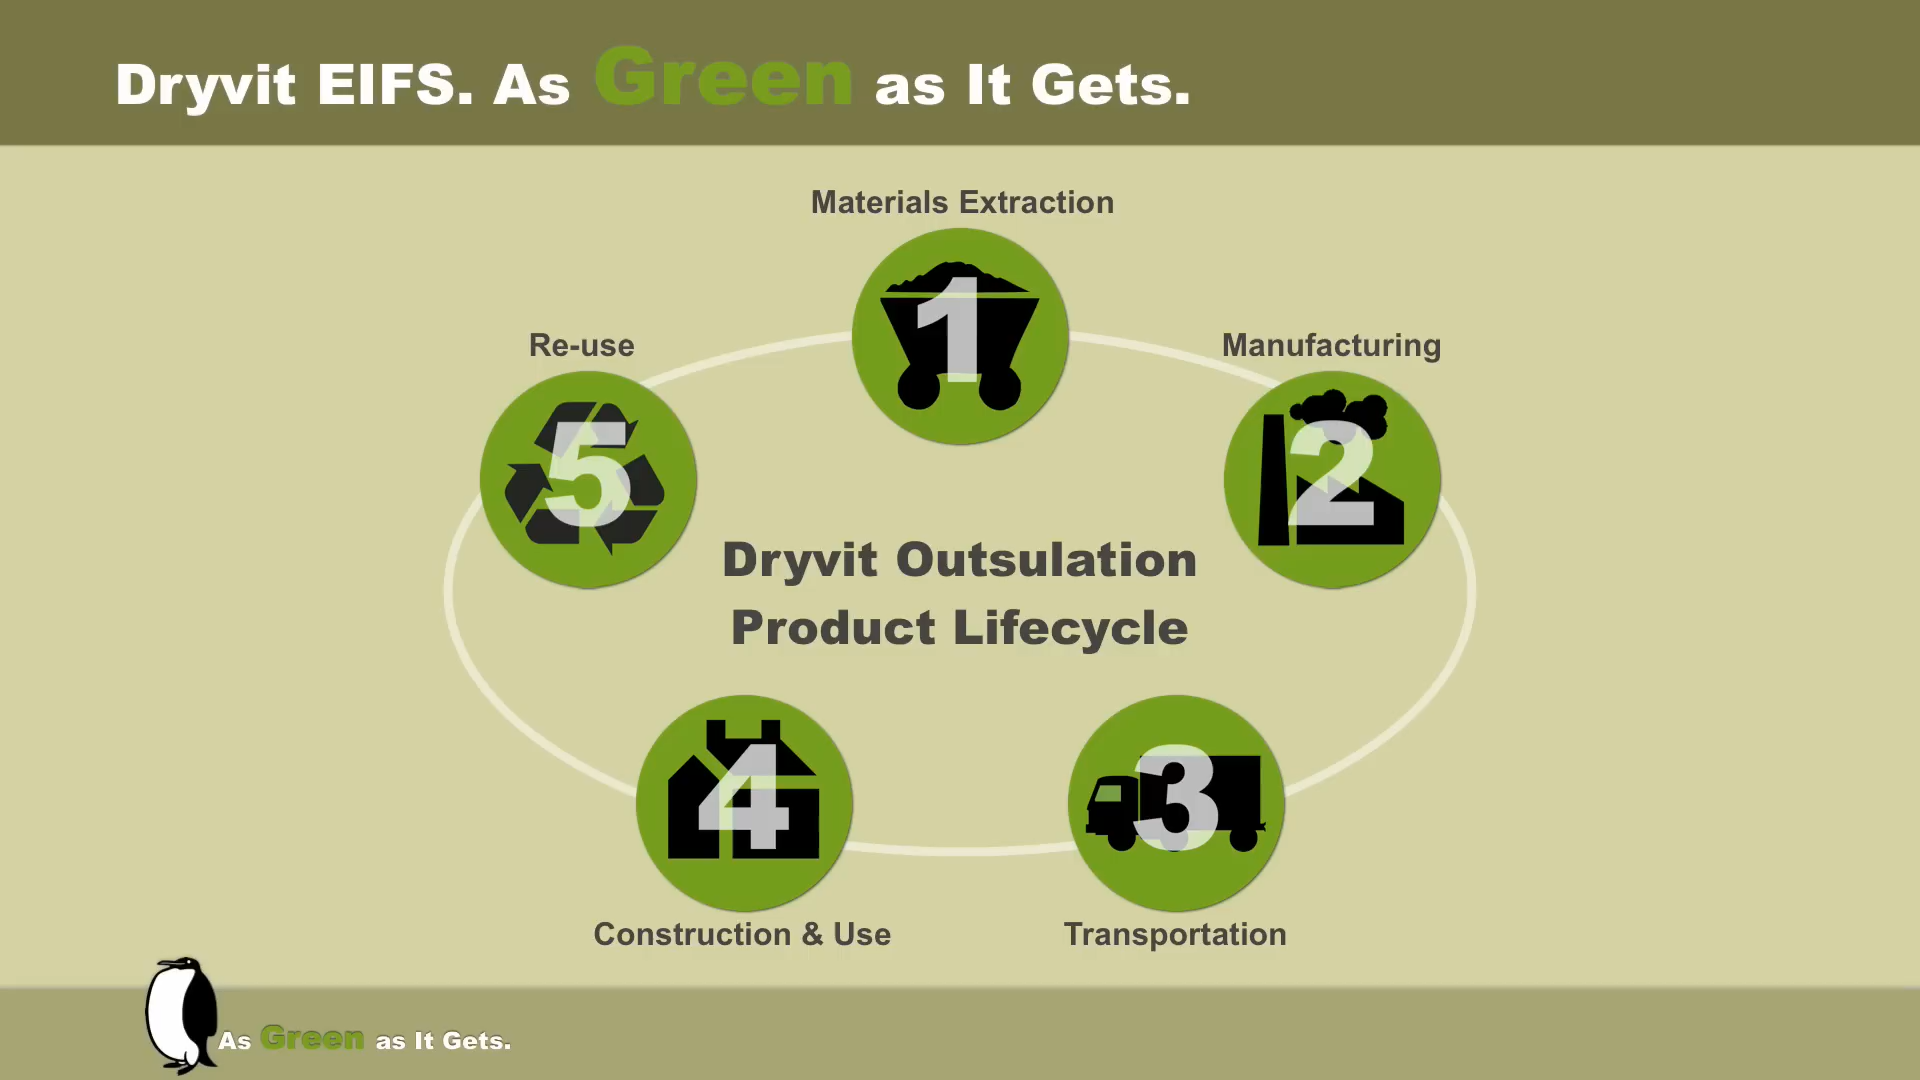 Dryvit EIFS. As Green as It Gets.
Materials Extraction
1
Re-use
5
Manufacturing
2
Dryvit Outsulation
Product Lifecycle
4
Construction & Use
3
Transportation
As Green as It Gets.